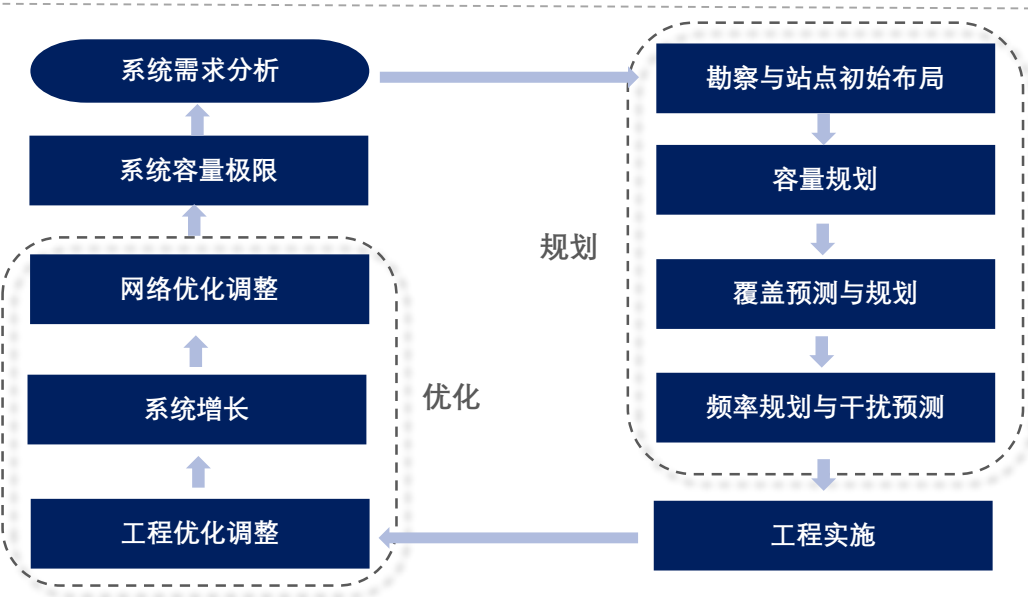 系统需求分析
系统容量极限
网络优化调整
系统增长
工程优化调整
优化
规划
勘察与站点初始布局
容量规划
覆盖预测与规划
频率规划与干扰预测
工程实施